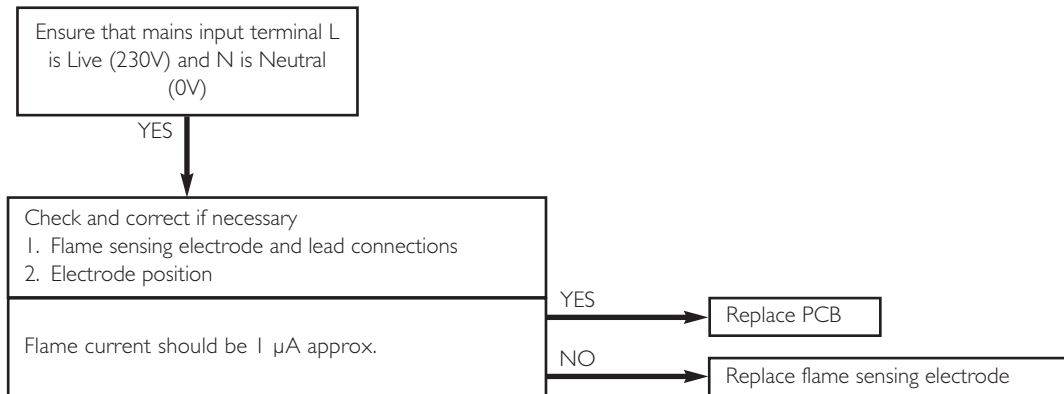 Ensure that mains input terminal L
is Live (230V) and N is Neutral
(0V)
YES
Check and correct if necessary
1. Flame sensing electrode and lead connections
2. Electrode position
Flame current should be 1 µA approx.
YES
Replace PCB
NO
Replace flame sensing electrode